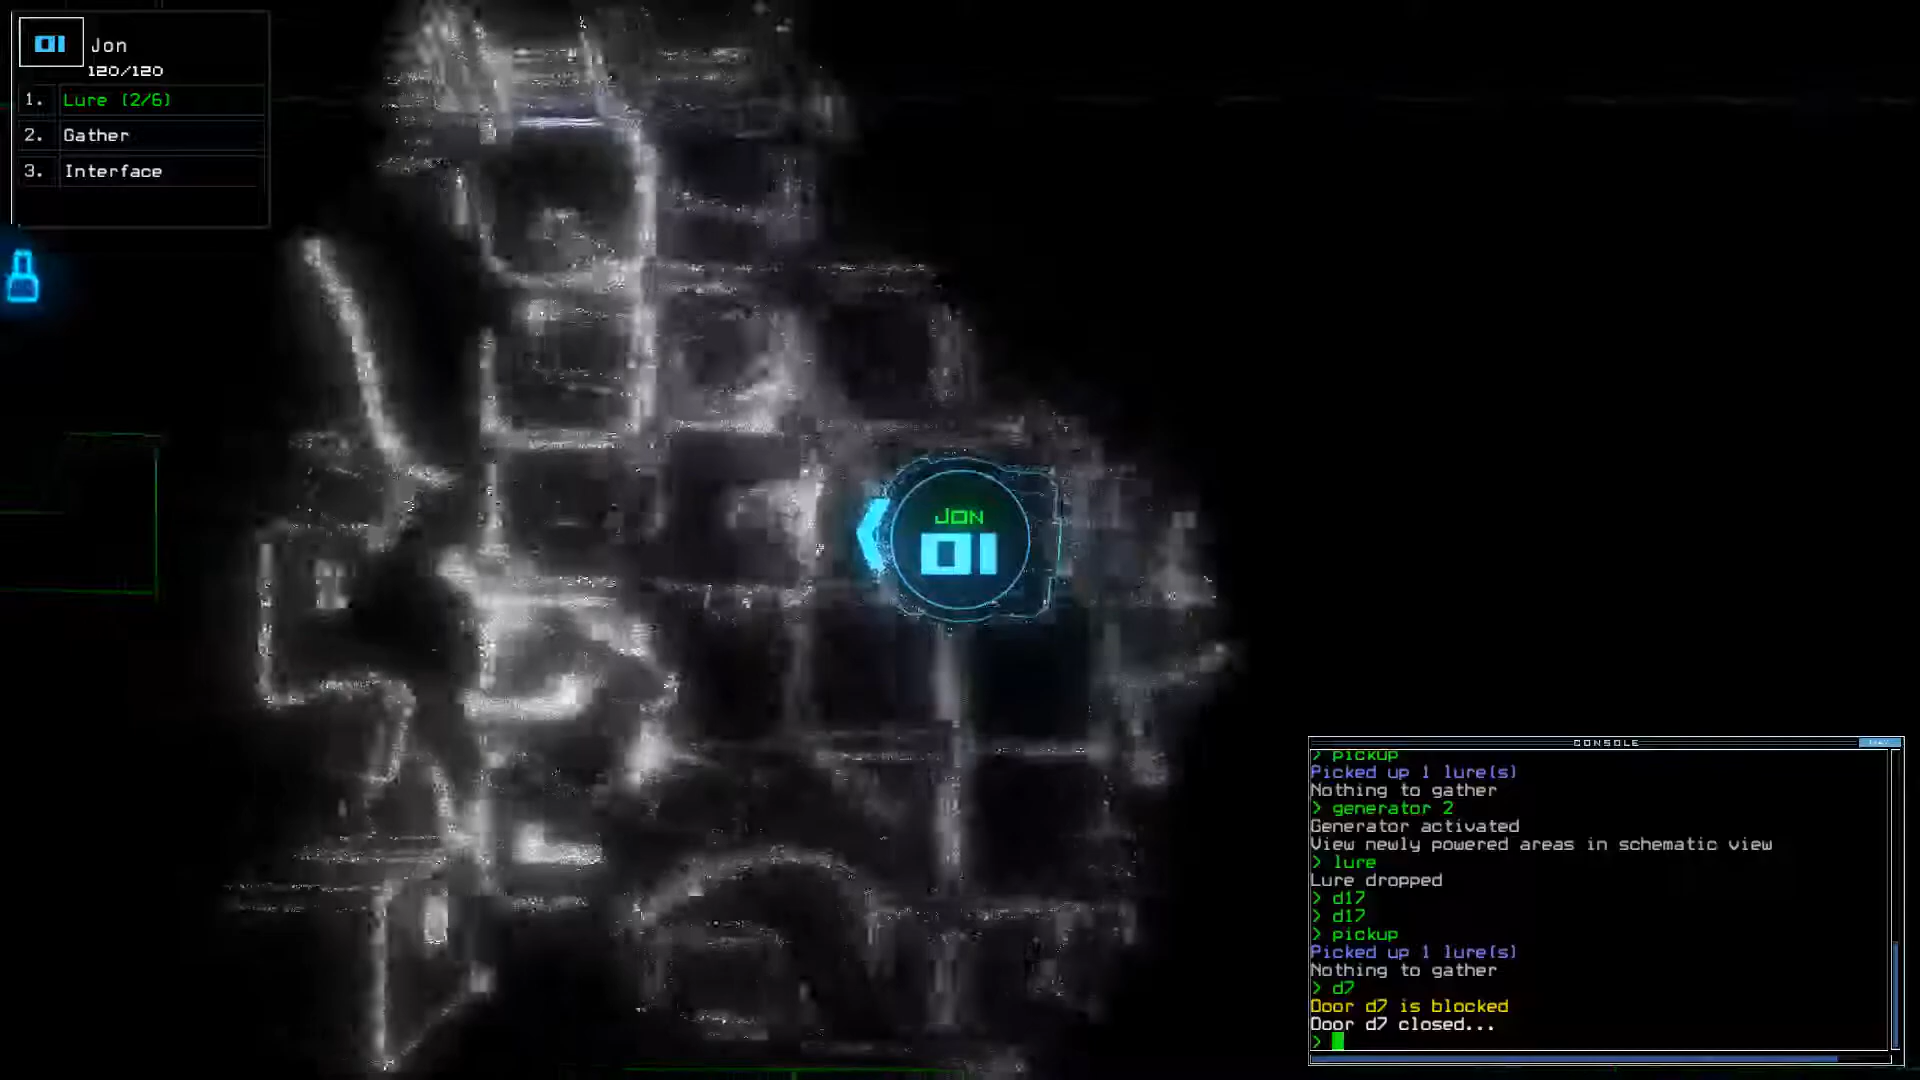 01 Jon
120/120
1. Lure (2/6)
2. Gather
3. Interface
JON
01
CONSOLE
> pickup
Picked up 1 lure(s)
Nothing to gather
> generator 2
Generator activated
View newly powered areas in schematic view
> lure
Lure dropped
> d17
> d17
> pickup
Picked up 1 lure(s)
Nothing to gather
> d7
Door d7 is blocked
Door d7 closed...
>